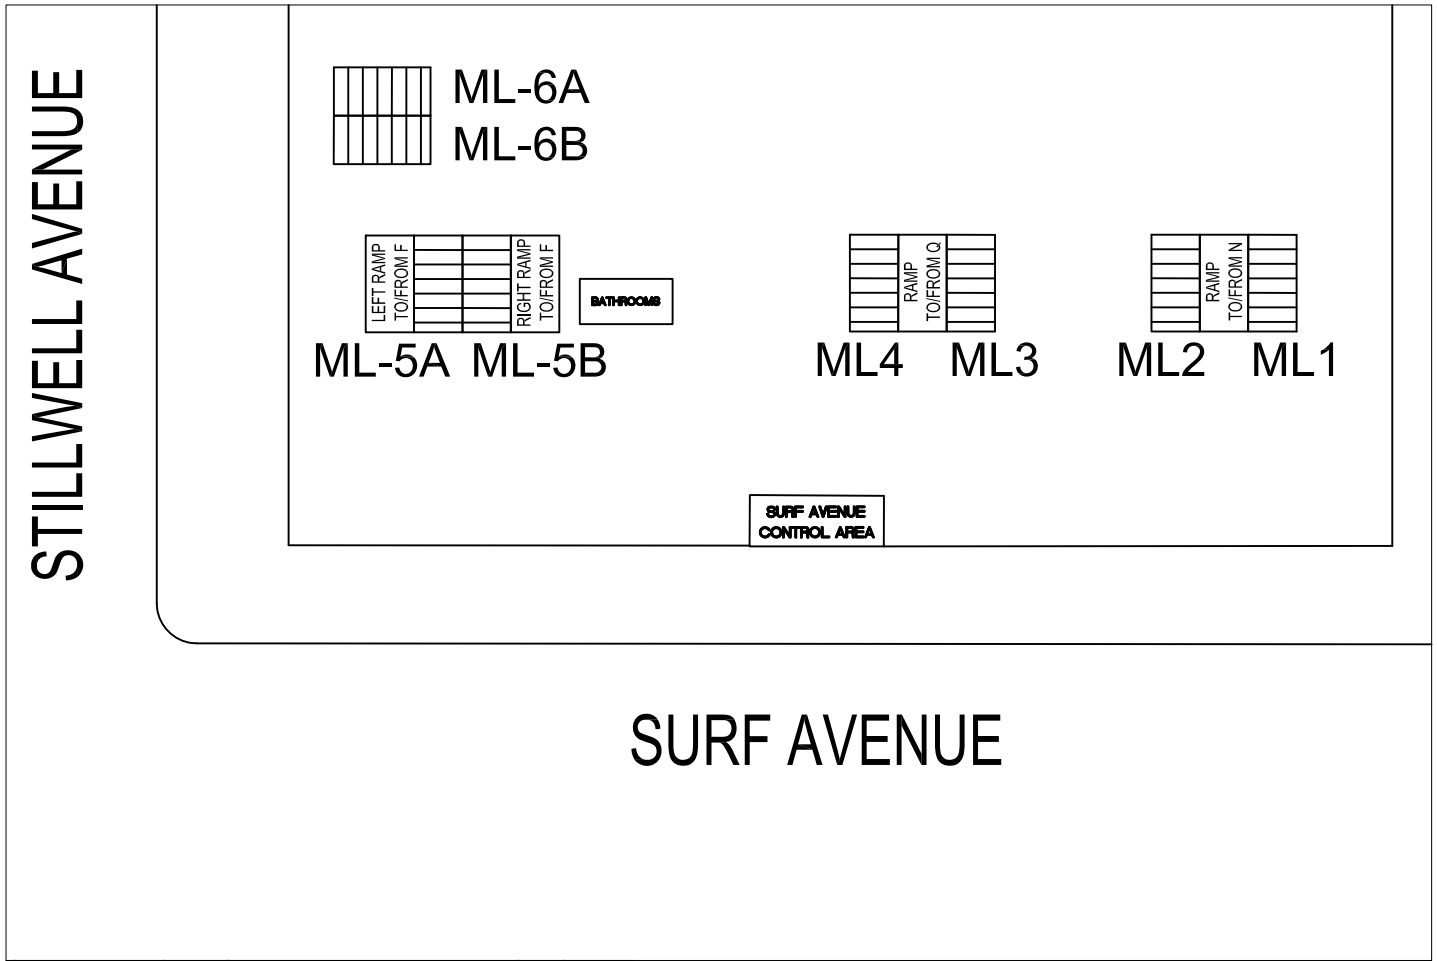 STILLWELL AVENUE
ML-6A
ML-6B
LEFT RAMP
TO/FROM F
RIGHT RAMP
TO/FROM F
BATHROOMS
RAMP
TO/FROM Q
RAMP
TO/FROM N
ML-5A
ML-5B
ML4
ML3
ML2
ML1
SURF AVENUE
CONTROL AREA
SURF AVENUE